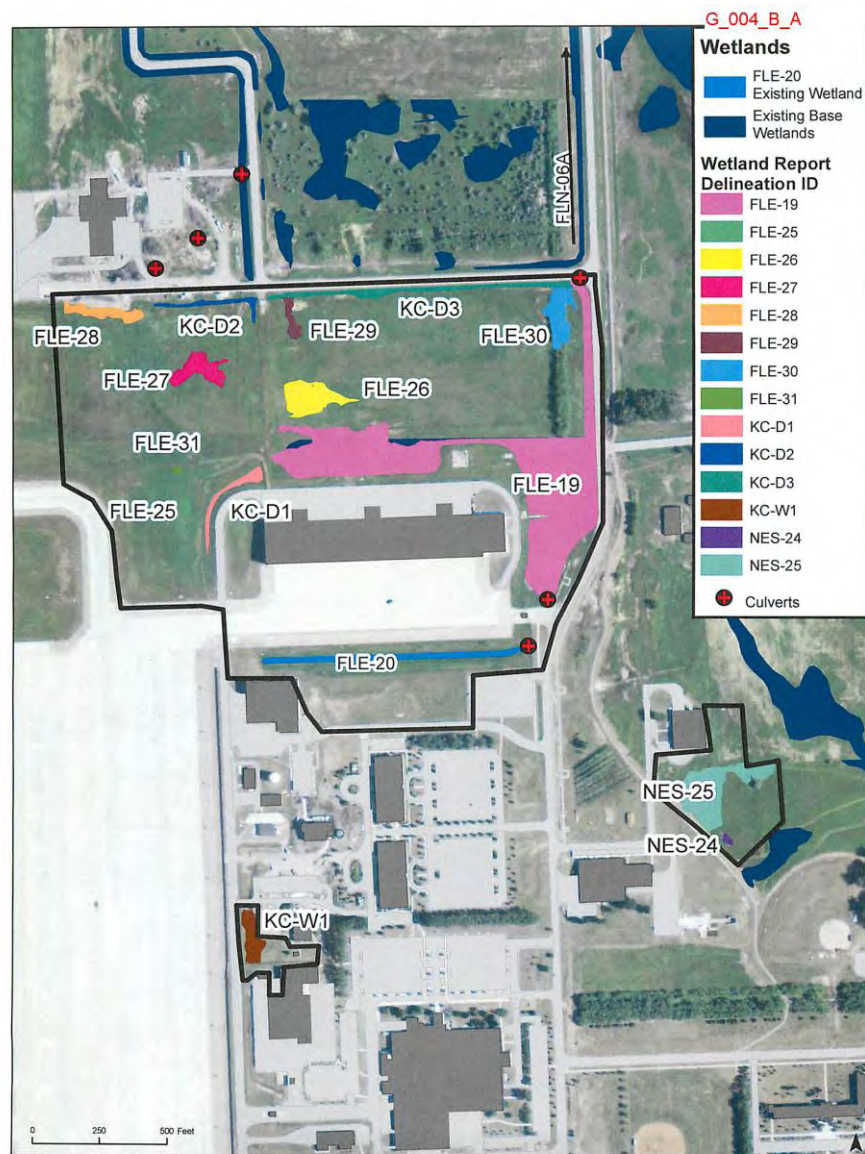 G_004_B_A
Wetlands
FLE-20
Existing Wetland
Existing Base
Wetlands
Wetland Report
Delineation ID
FLE-19
FLE-25
FLE-26
FLE-27
FLE-28
FLE-29
FLE-30
FLE-31
KC-D1
KC-D2
KC-D3
KC-W1
NES-24
NES-25
Culverts
FLN-06A
FLE-28
KC-D2
FLE-29
KC-D3
FLE-30
FLE-27
FLE-26
FLE-31
FLE-25
KC-D1
FLE-19
FLE-20
NES-25
NES-24
KC-W1
0 250 500 Feet